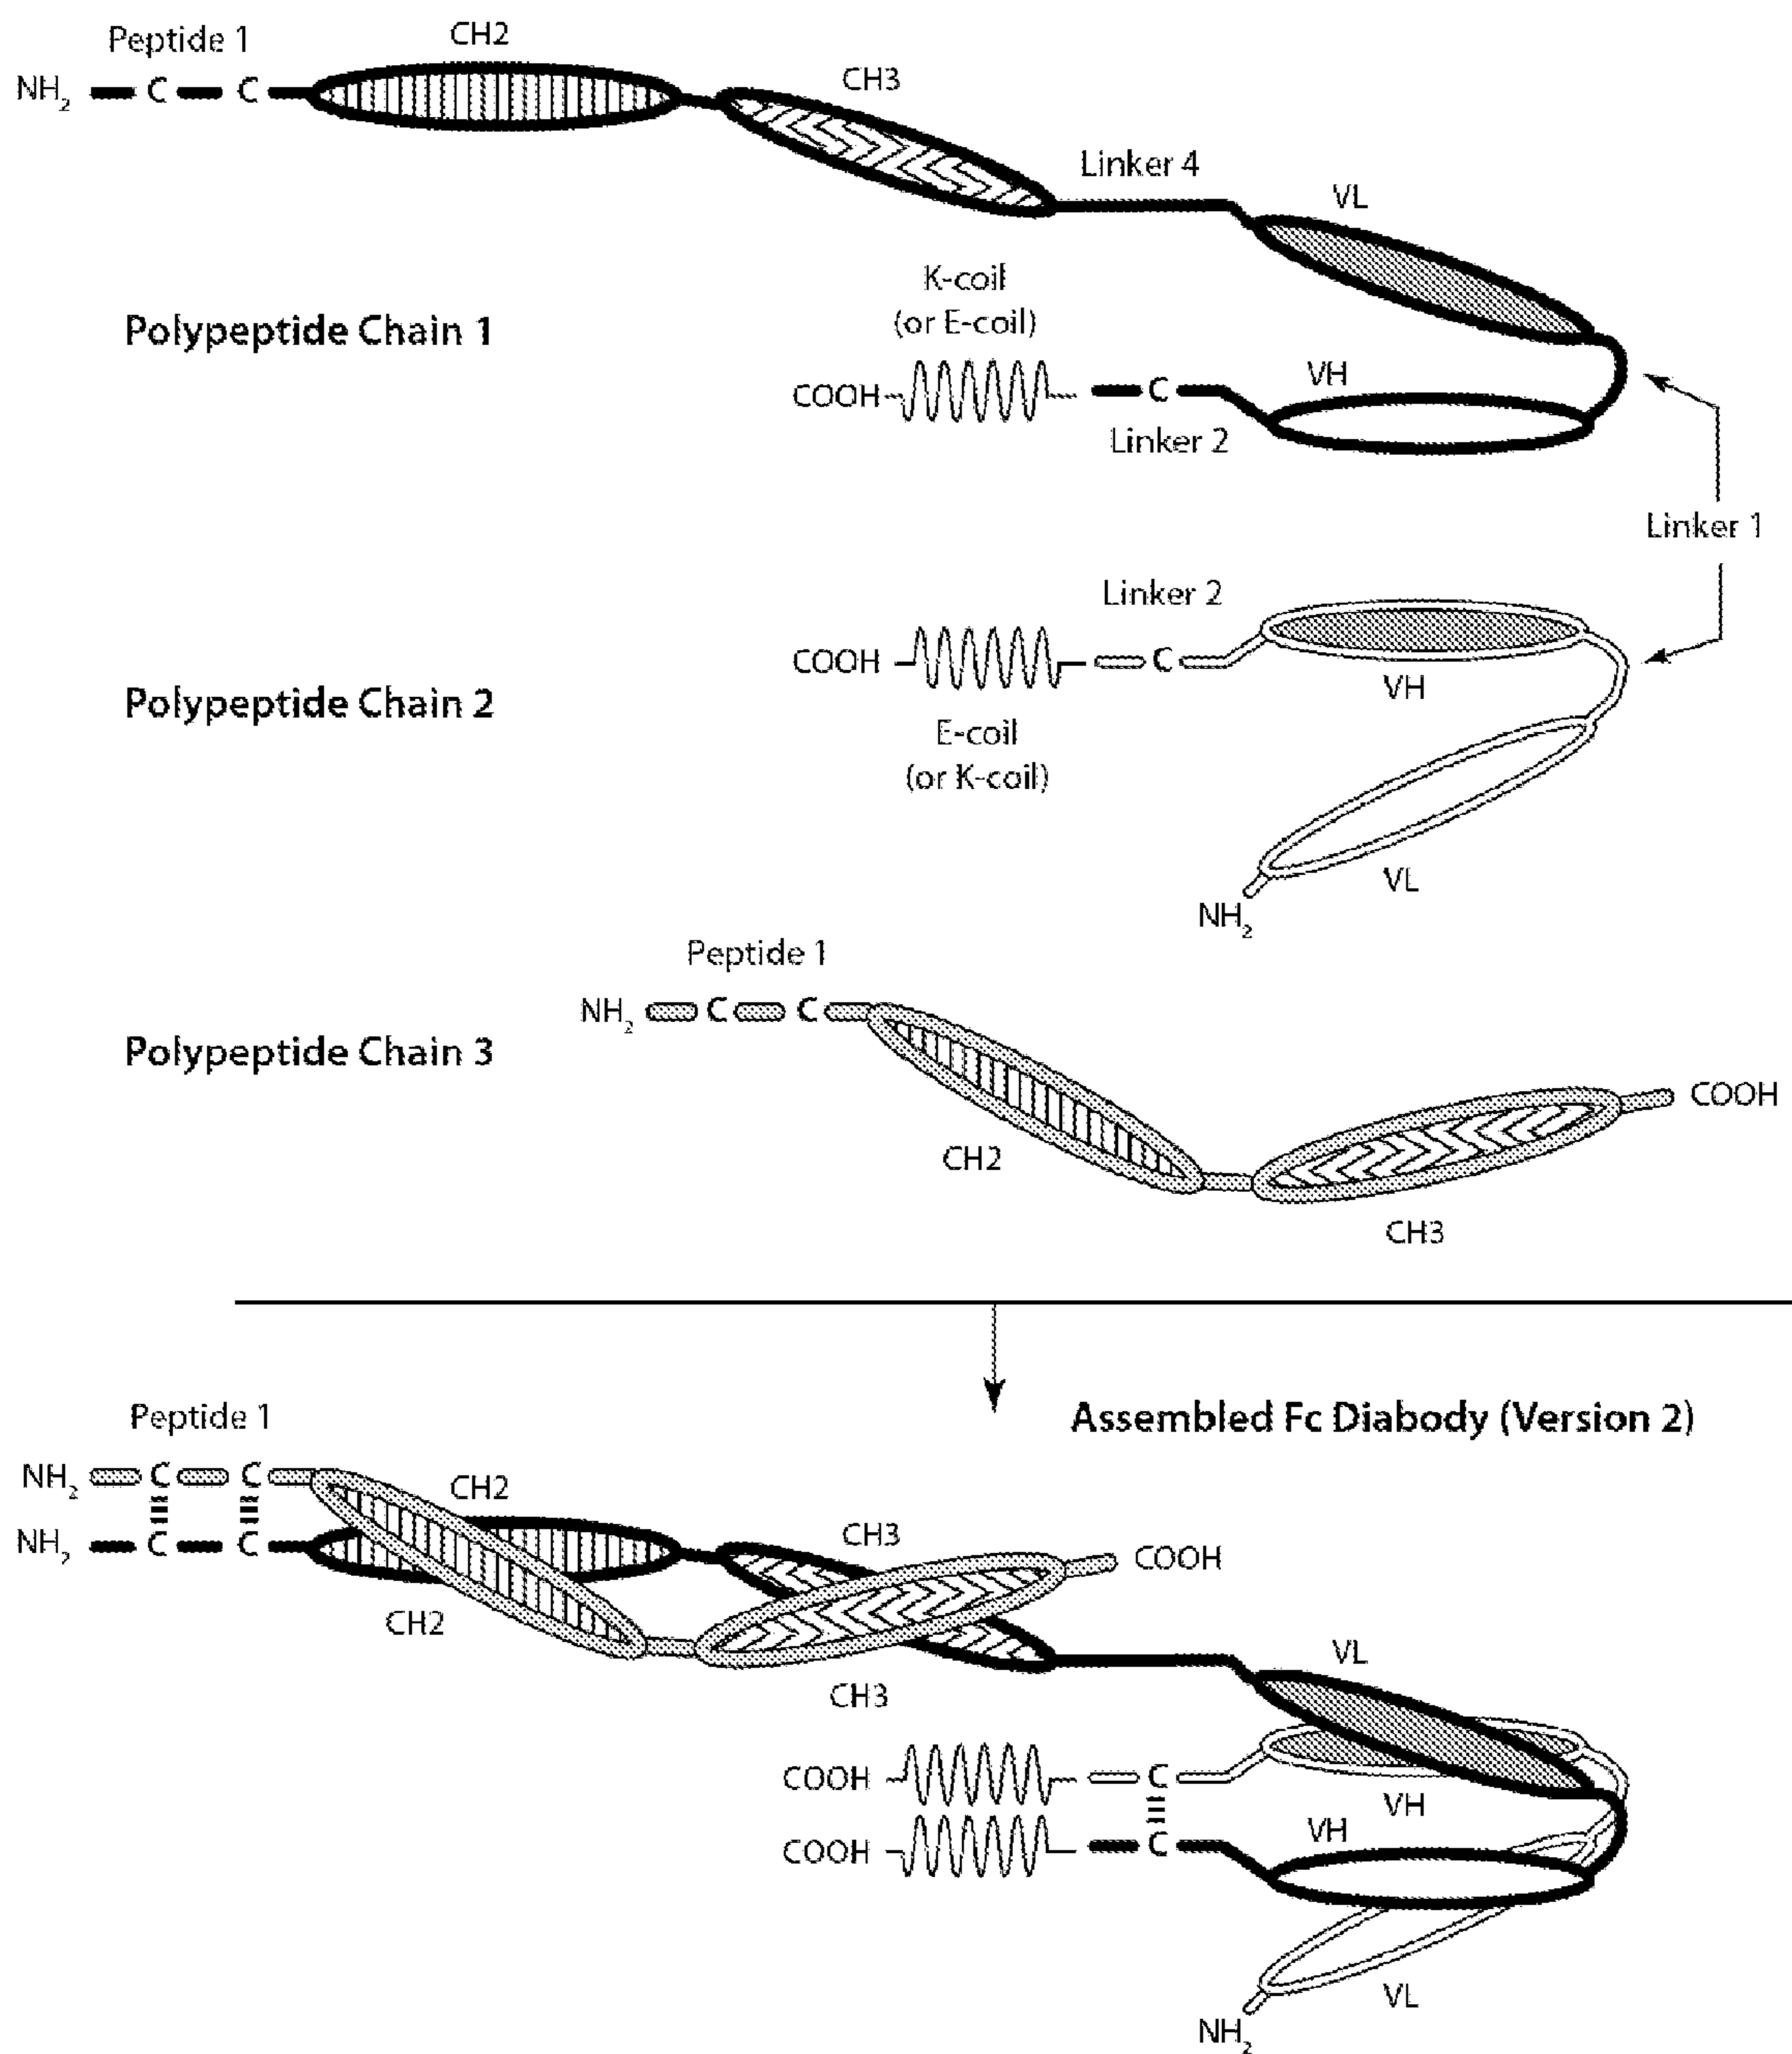 Peptide 1
CH2
NH2
C
C
CH3
Linker 4
VL
K-coil
(or E-coil)
Polypeptide Chain 1
COOH
C
VH
Linker 2
Linker 1
Linker 2
COOH
C
VH
Polypeptide Chain 2
E-coil
(or K-coil)
VL
NH2
Peptide 1
NH2
C
C
Polypeptide Chain 3
COOH
CH2
CH3
Assembled Fc Diabody (Version 2)
Peptide 1
NH2
C
C
CH2
NH2
C
C
CH3
COOH
CH2
CH3
VL
COOH
C
VH
COOH
C
VH
VL
NH2